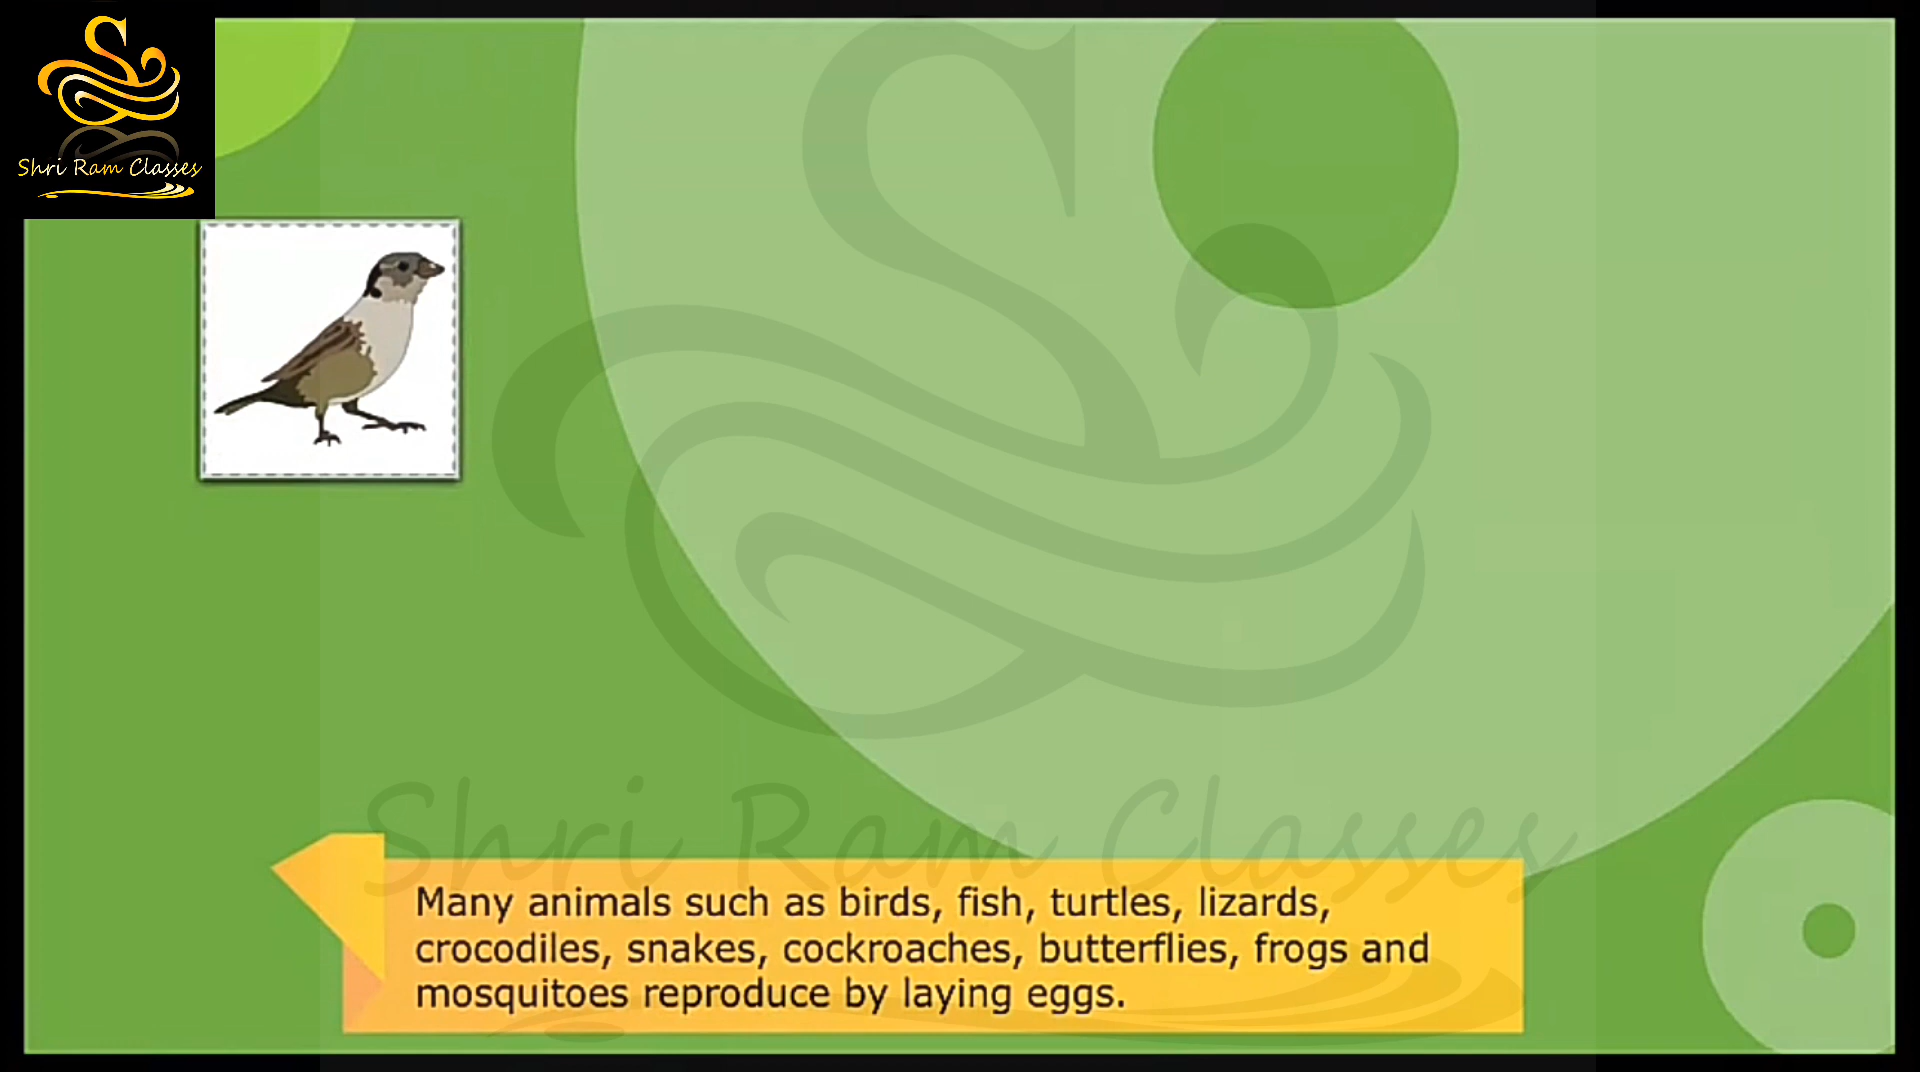 Shri Ram Classes
Many animals such as birds, fish, turtles, lizards,
crocodiles, snakes, cockroaches, butterflies, frogs and
mosquitoes reproduce by laying eggs.
Shri Ram Classes